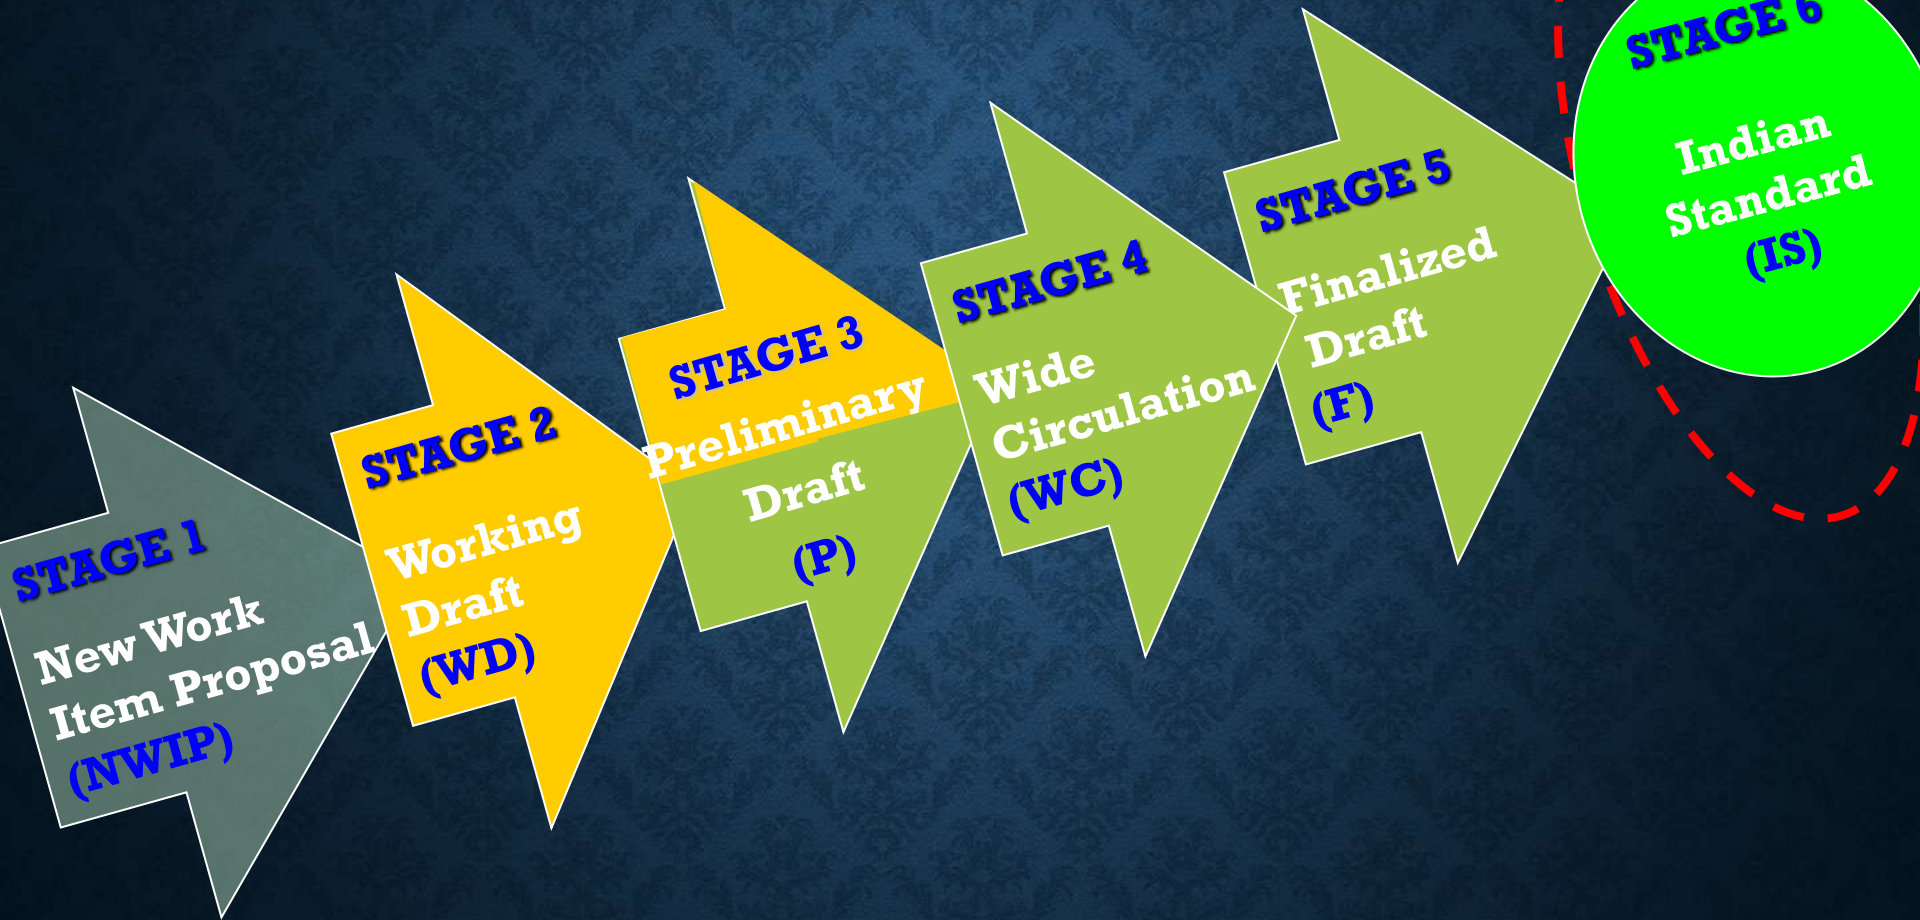 STAGE 1
New Work
Item Proposal
(NWIP)
STAGE 2
Working
Draft
(WD)
STAGE 3
Preliminary
Draft
(P)
STAGE 4
Wide
Circulation
(WC)
STAGE 5
Finalized
Draft
(F)
STAGE 6
Indian
Standard
(IS)